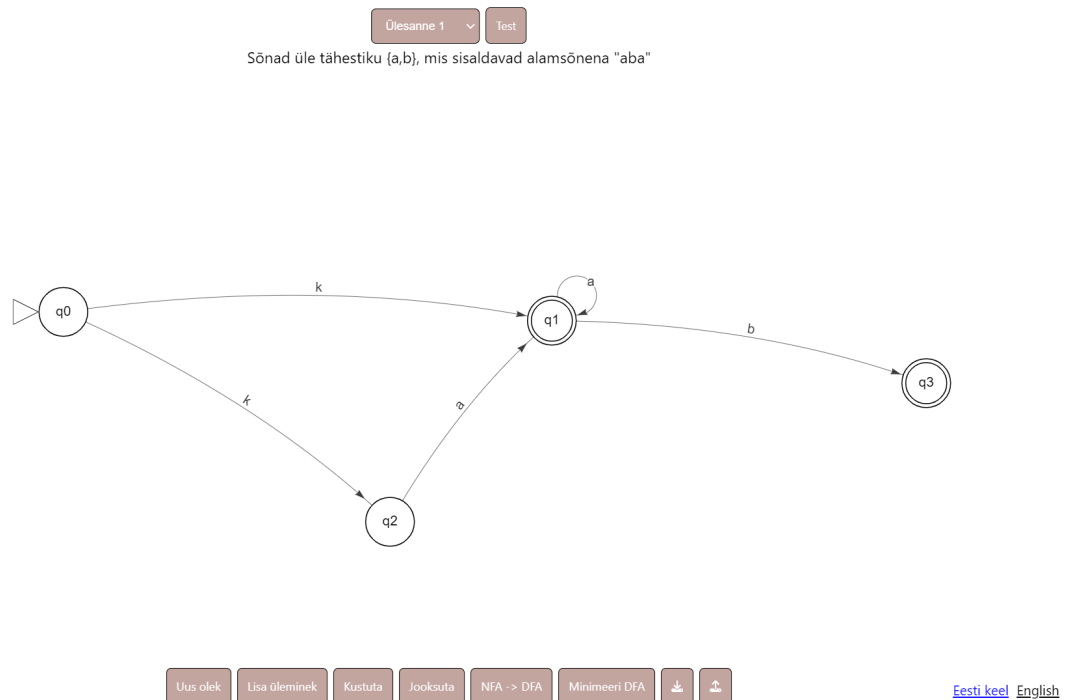 Ülesanne 1 Test
Sõnad üle tähestiku {a,b}, mis sisaldavad alamsõnena "aba"
a
k
q0
q1
b
q3
k
a
q2
Uus olek Lisa üleminek Kustuta Jooksuta NFA -> DFA Minimeeri DFA
Eesti keel English